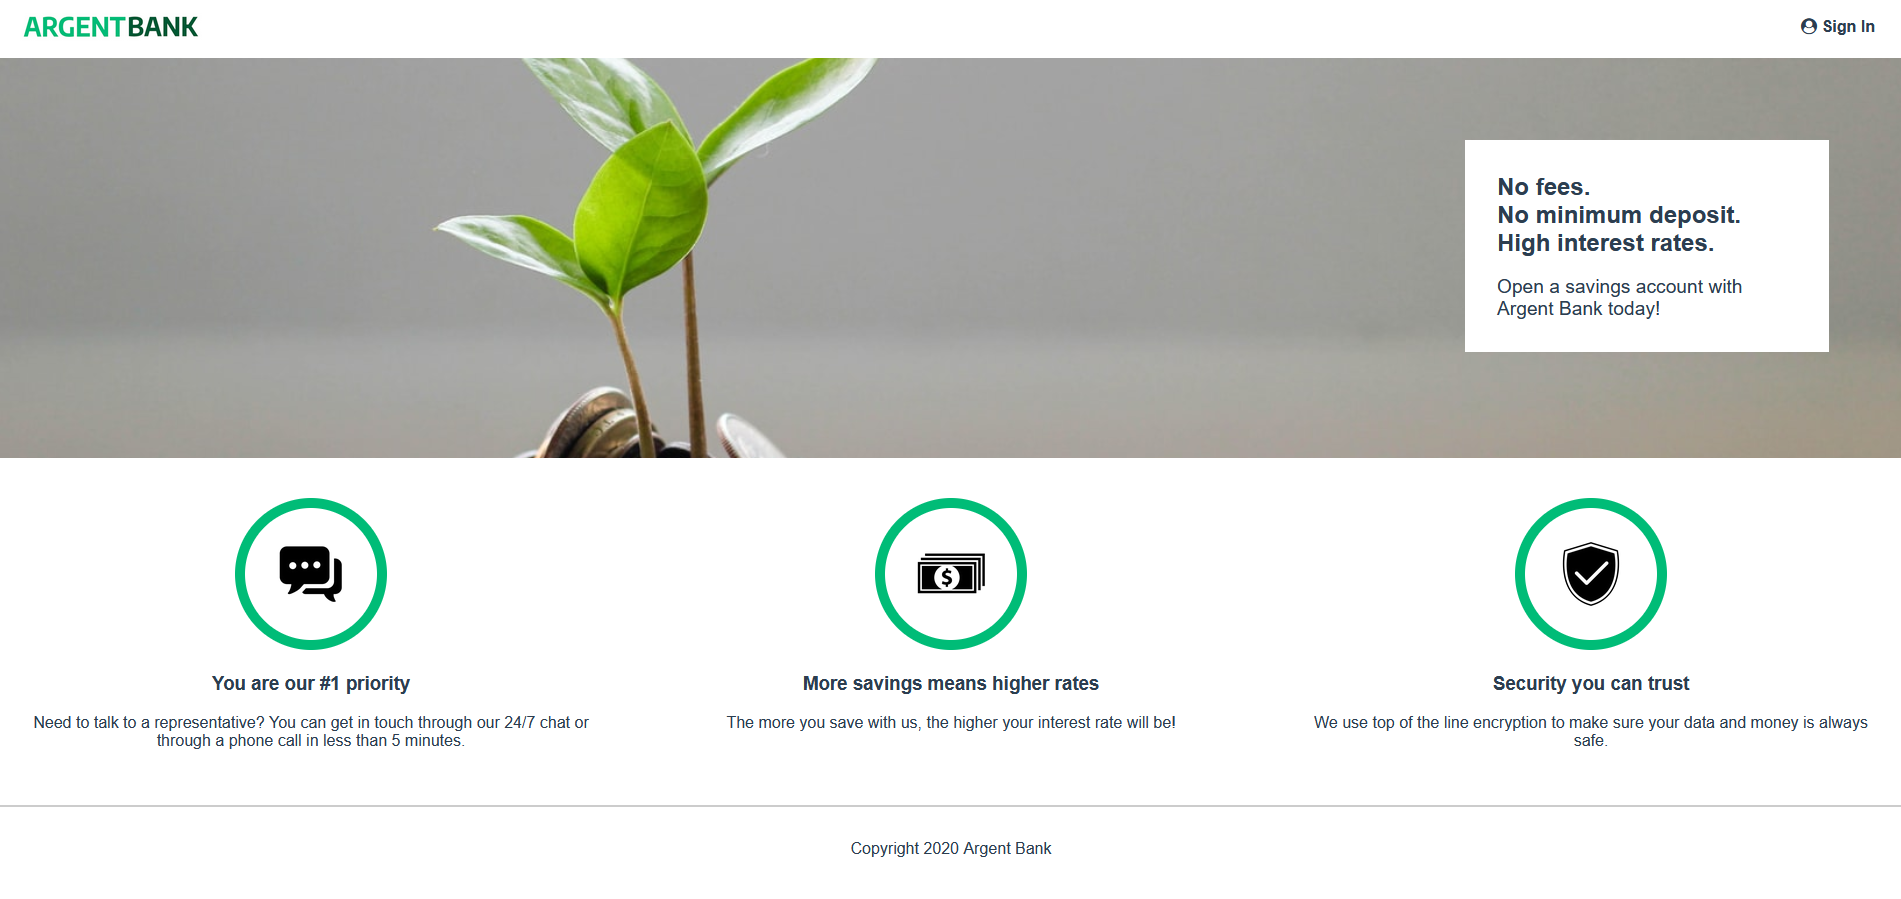 ARGENTBANK
Sign In
No fees.
No minimum deposit.
High interest rates.
Open a savings account with
Argent Bank today!
You are our #1 priority
Need to talk to a representative? You can get in touch through our 24/7 chat or
through a phone call in less than 5 minutes.
$
More savings means higher rates
The more you save with us, the higher your interest rate will be!
Security you can trust
We use top of the line encryption to make sure your data and money is always
safe.
Copyright 2020 Argent Bank